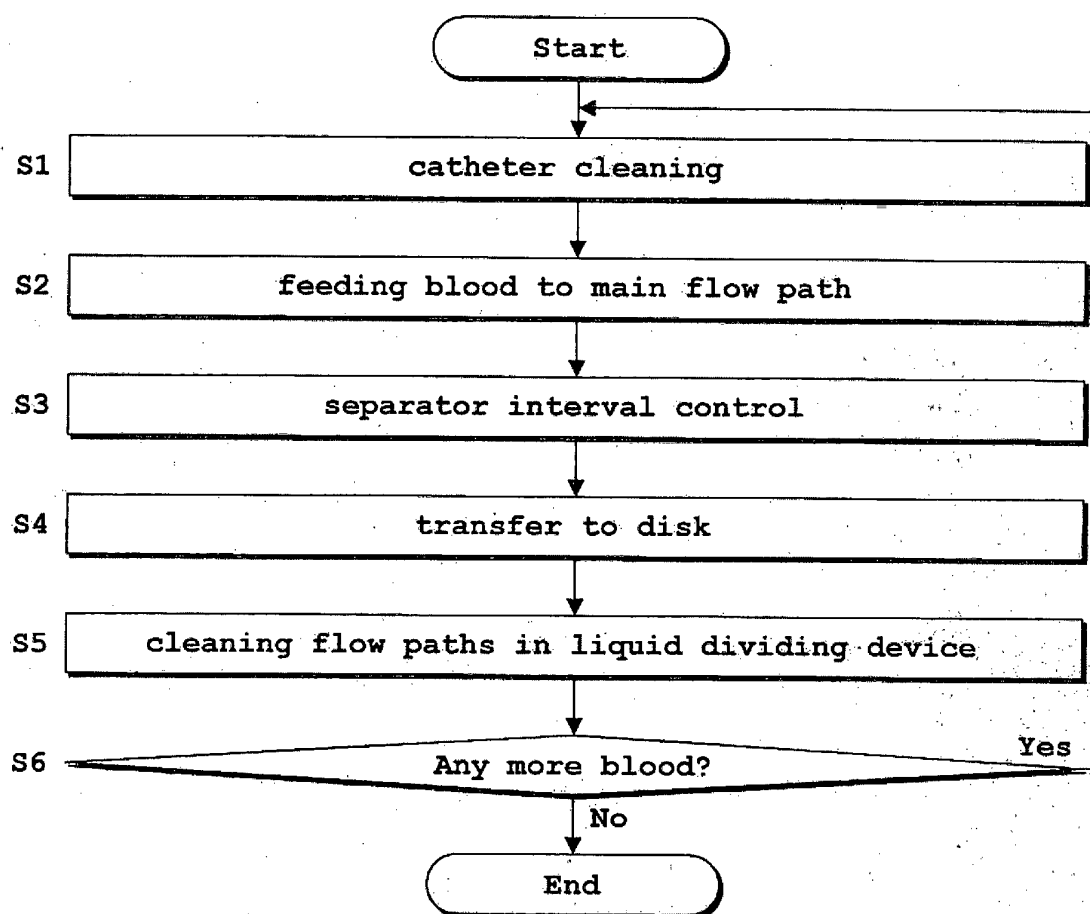 Start
S1 catheter cleaning
S2 feeding blood to main flow path
S3 separator interval control
S4 transfer to disk
S5 cleaning flow paths in liquid dividing device
S6 Any more blood? Yes
No
End